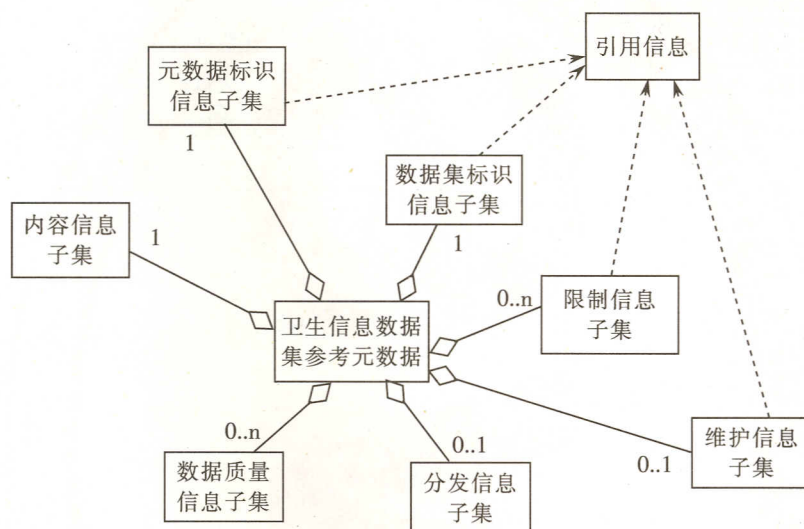 引用信息
元数据标识
信息子集
1
数据集标识
信息子集
1
内容信息
子集
1
限制信息
子集
0..n
卫生信息数据
集参考元数据
维护信息
子集
0..1
数据质量
信息子集
0..n
分发信息
子集
0..1